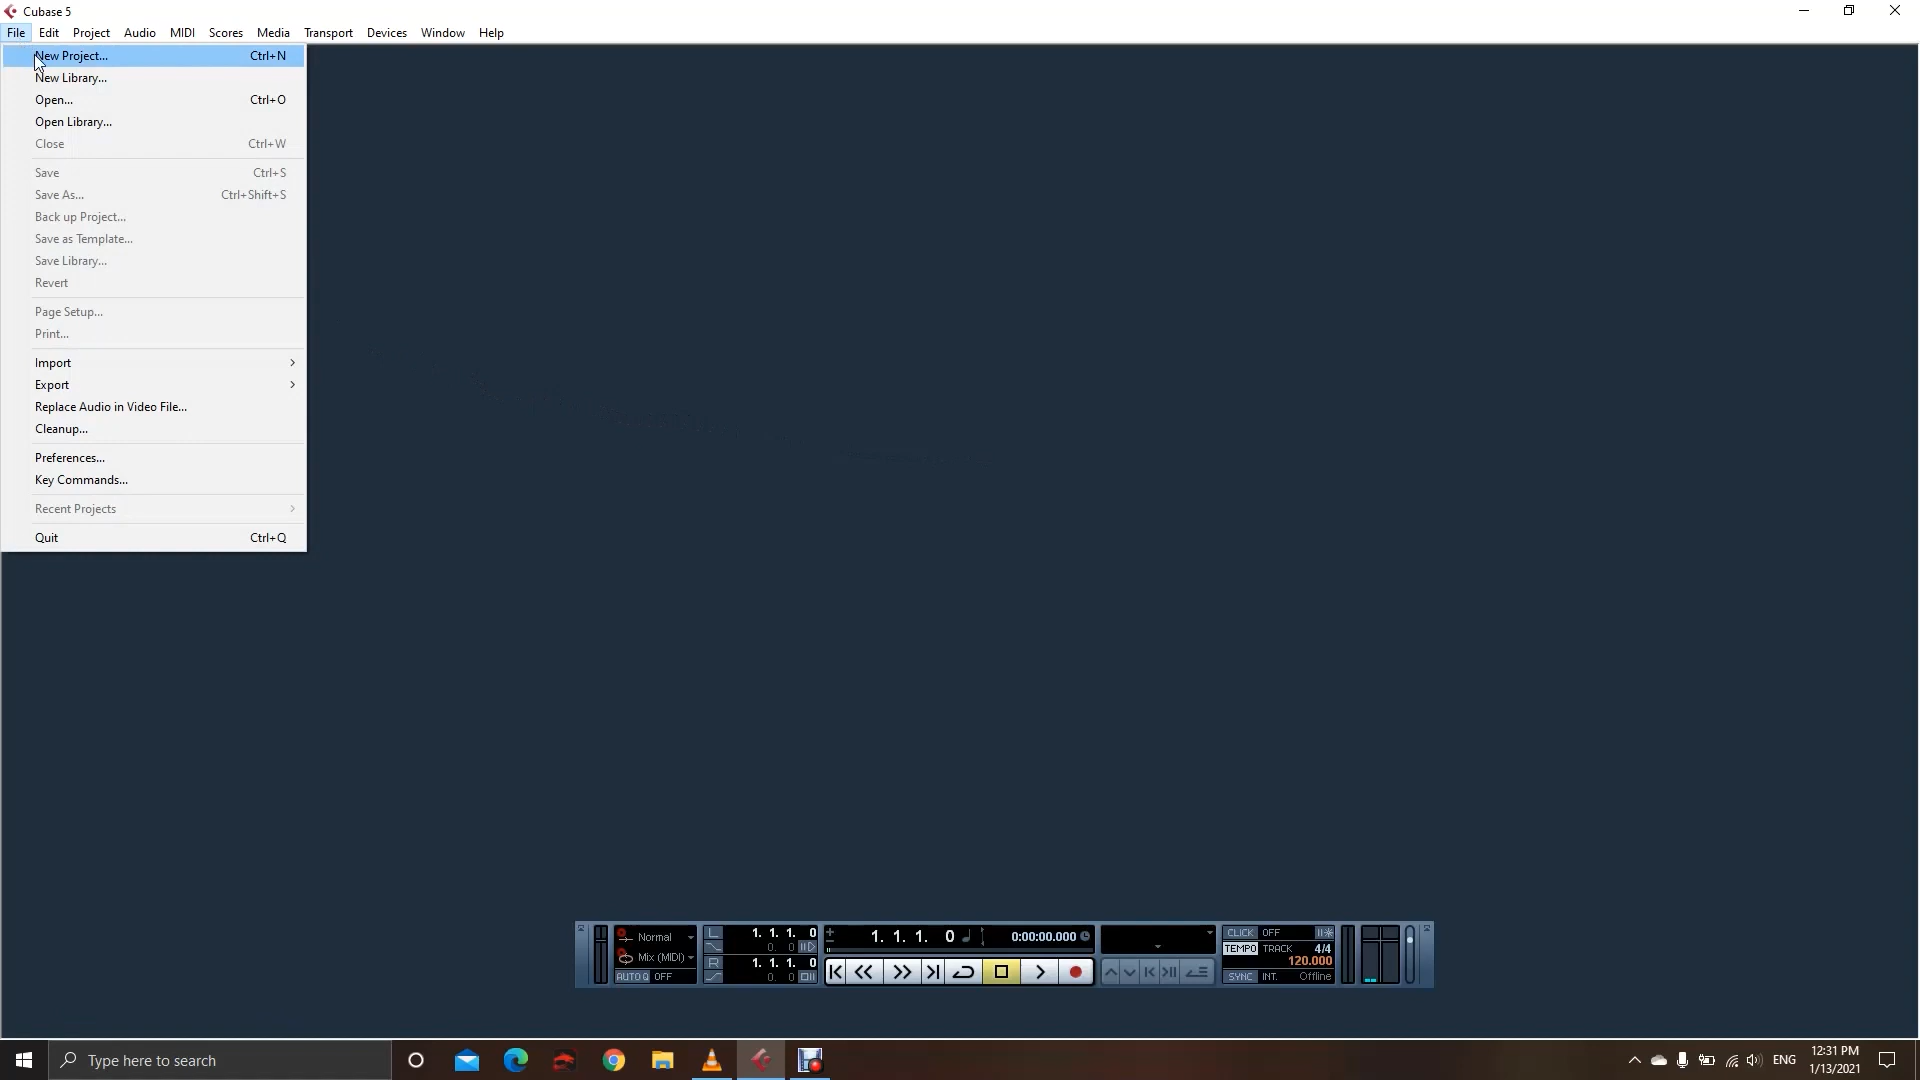 Cubase 5
File Edit Project Audio MIDI Scores Media Transport Devices Window Help
New Project... Ctrl+N
New Library...
Open... Ctrl+O
Open Library...
Close Ctrl+W
Save Ctrl+S
Save As... Ctrl+Shift+S
Back up Project...
Save as Template...
Save Library...
Revert
Page Setup...
Print...
Import
Export
Replace Audio in Video File...
Cleanup...
Preferences...
Key Commands...
Recent Projects
Quit Ctrl+Q
Normal L 1. 1. 1. 0 1. 1. 1. 0 0:00:00.000 CLICK OFF
0. 0 TEMPO TRACK 4/4
Mix (MIDI) R 1. 1. 1. 0 120.000
AUTO Q OFF 0. 0 SYNC INT. Offline
Type here to search ENG 12:31 PM
1/13/2021